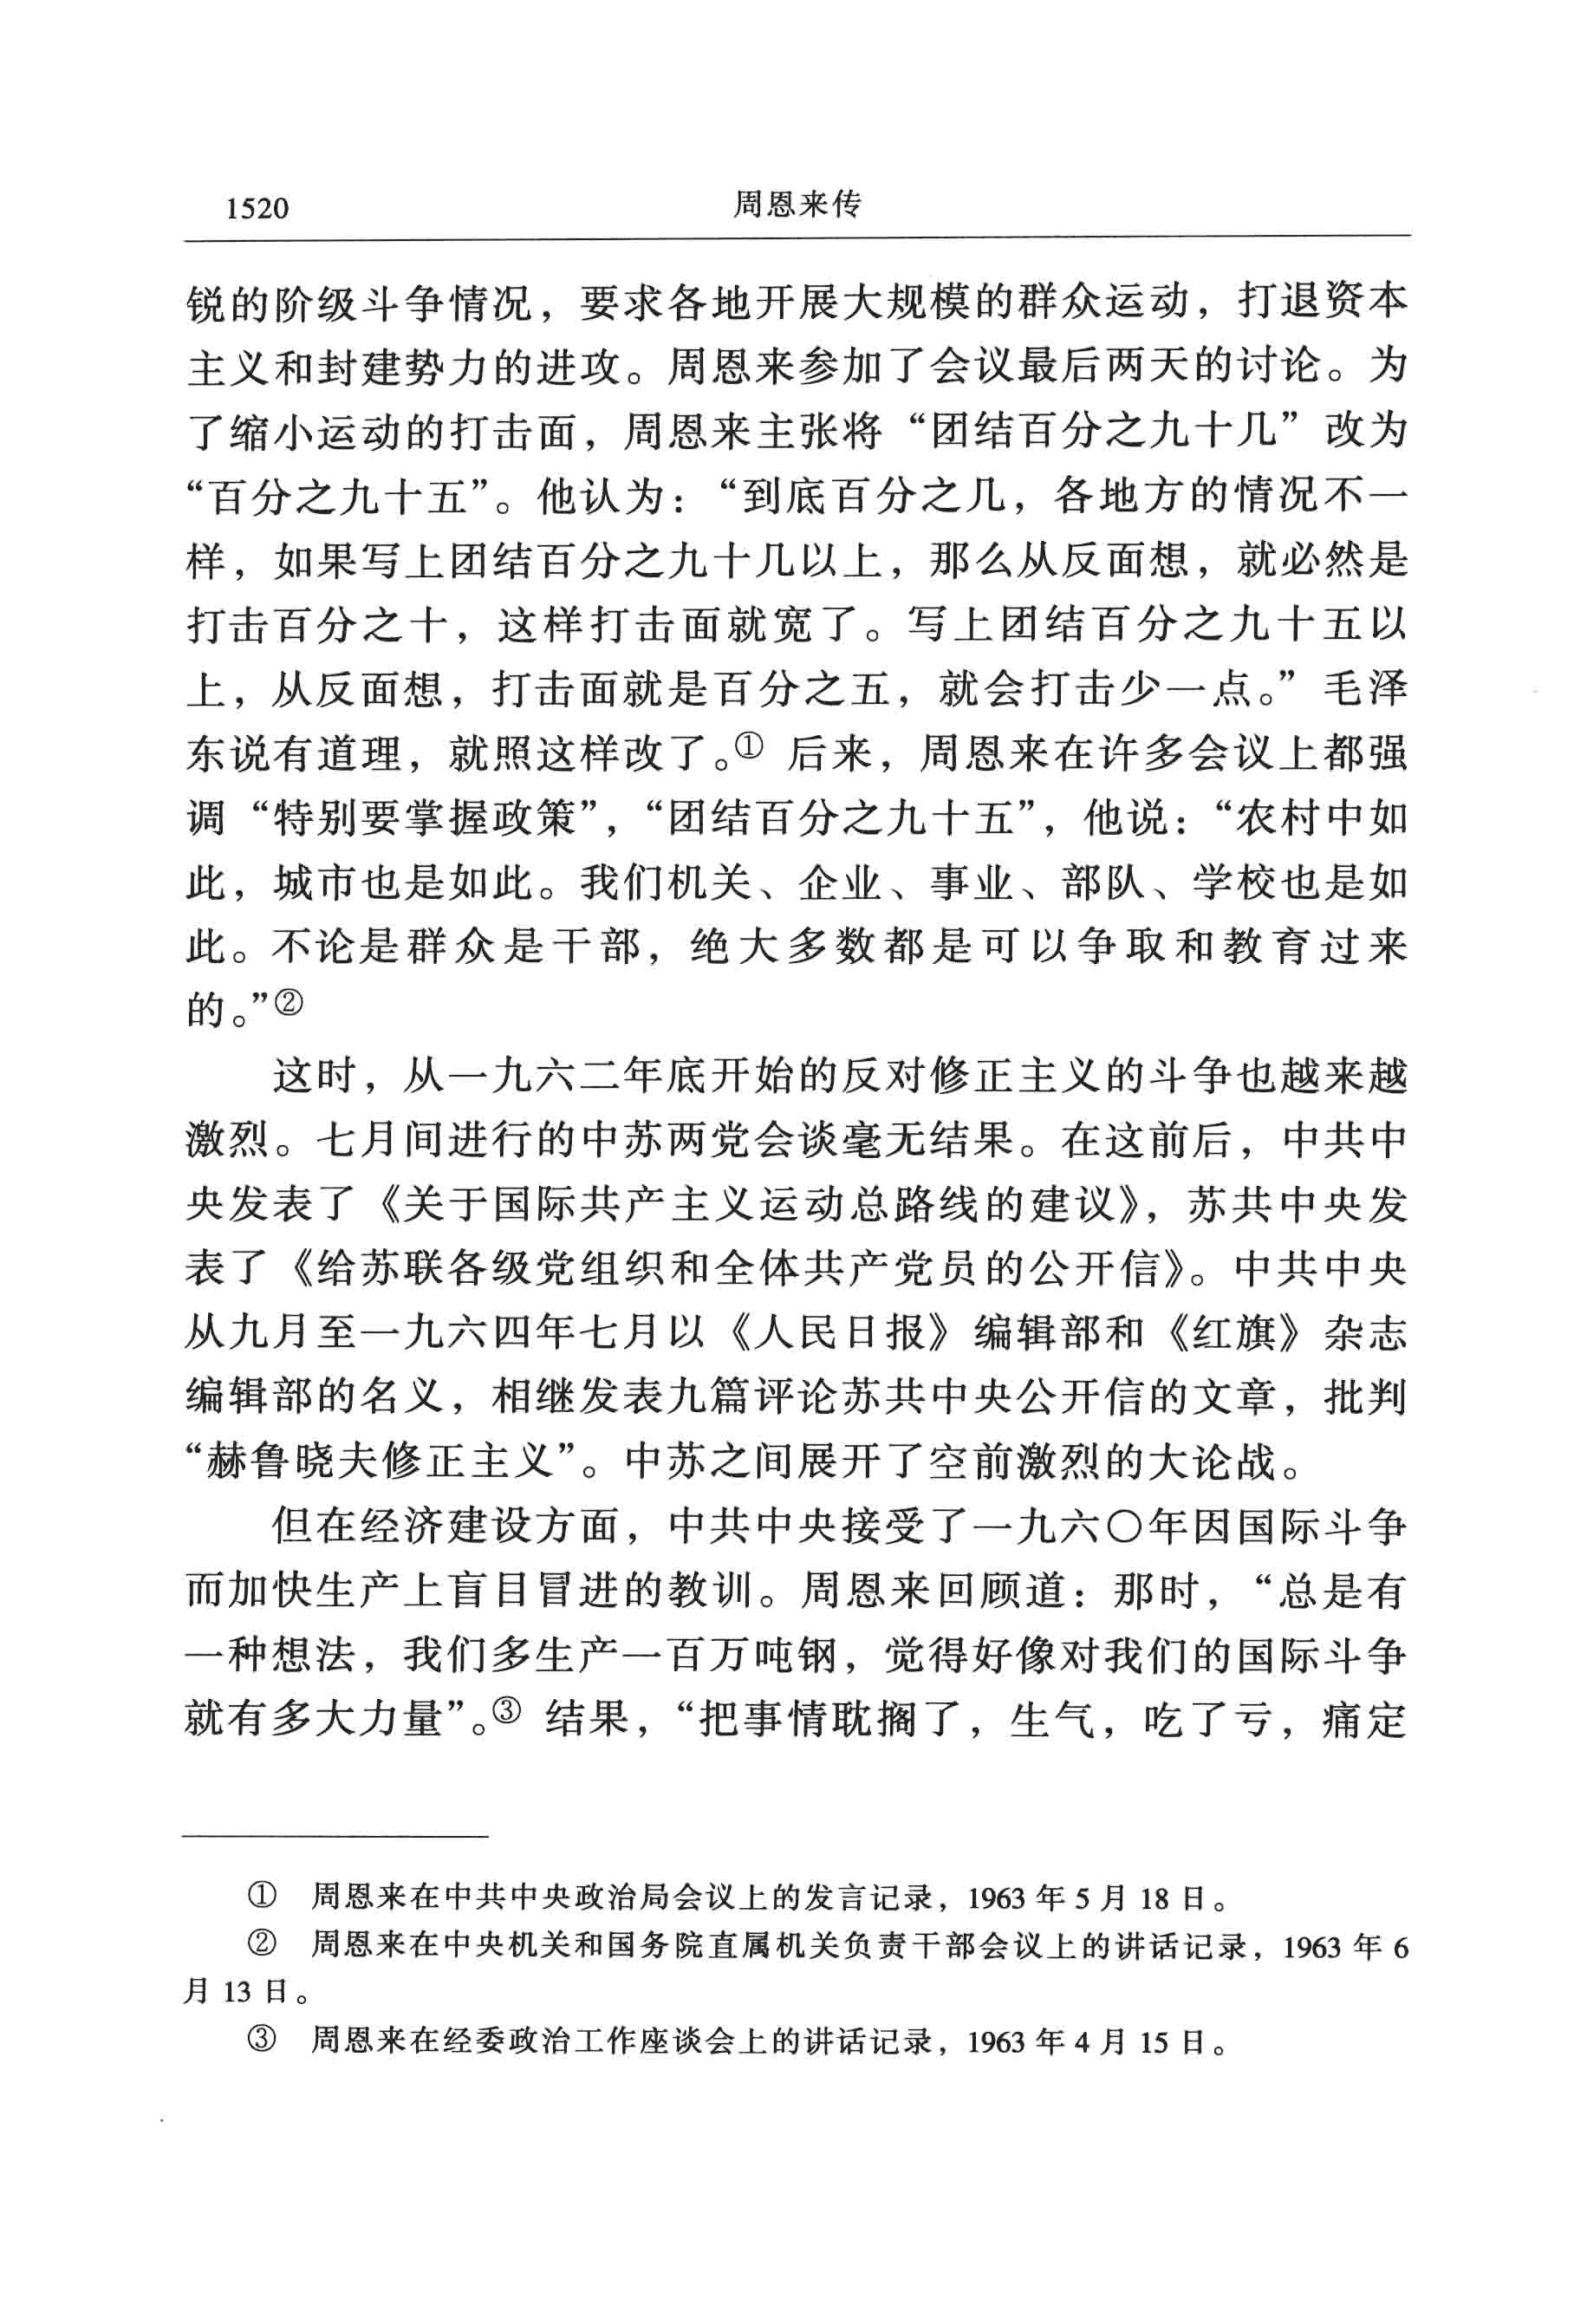 1520
周恩来传
锐的阶级斗争情况，要求各地开展大规模的群众运动，打退资本
主义和封建势力的进攻。周恩来参加了会议最后两天的讨论。为
了缩小运动的打击面，周恩来主张将“团结百分之九十几”改为
“百分之九十五”。他认为：“到底百分之几，各地方的情况不一
样，如果写上团结百分之九十几以上，那么从反面想，就必然是
打击百分之十，这样打击面就宽了。写上团结百分之九十五以
上，从反面想，打击面就是百分之五，就会打击少一点。”毛泽
东说有道理，就照这样改了。① 后来，周恩来在许多会议上都强
调“特别要掌握政策”，“团结百分之九十五”，他说：“农村中如
此，城市也是如此。我们机关、企业、事业、部队、学校也是如
此。不论是群众是干部，绝大多数都是可以争取和教育过来
的。”②
这时，从一九六二年底开始的反对修正主义的斗争也越来越
激烈。七月间进行的中苏两党会谈毫无结果。在这前后，中共中
央发表了《关于国际共产主义运动总路线的建议》，苏共中央发
表了《给苏联各级党组织和全体共产党员的公开信》。中共中央
从九月至一九六四年七月以《人民日报》编辑部和《红旗》杂志
编辑部的名义，相继发表九篇评论苏共中央公开信的文章，批判
“赫鲁晓夫修正主义”。中苏之间展开了空前激烈的大论战。
但在经济建设方面，中共中央接受了一九六〇年因国际斗争
而加快生产上盲目冒进的教训。周恩来回顾道：那时，“总是有
一种想法，我们多生产一百万吨钢，觉得好像对我们的国际斗争
就有多大力量”。③ 结果，“把事情耽搁了，生气，吃了亏，痛定
① 周恩来在中共中央政治局会议上的发言记录，1963 年 5 月 18 日。
② 周恩来在中央机关和国务院直属机关负责干部会议上的讲话记录，1963 年 6
月 13 日。
③ 周恩来在经委政治工作座谈会上的讲话记录，1963 年 4 月 15 日。